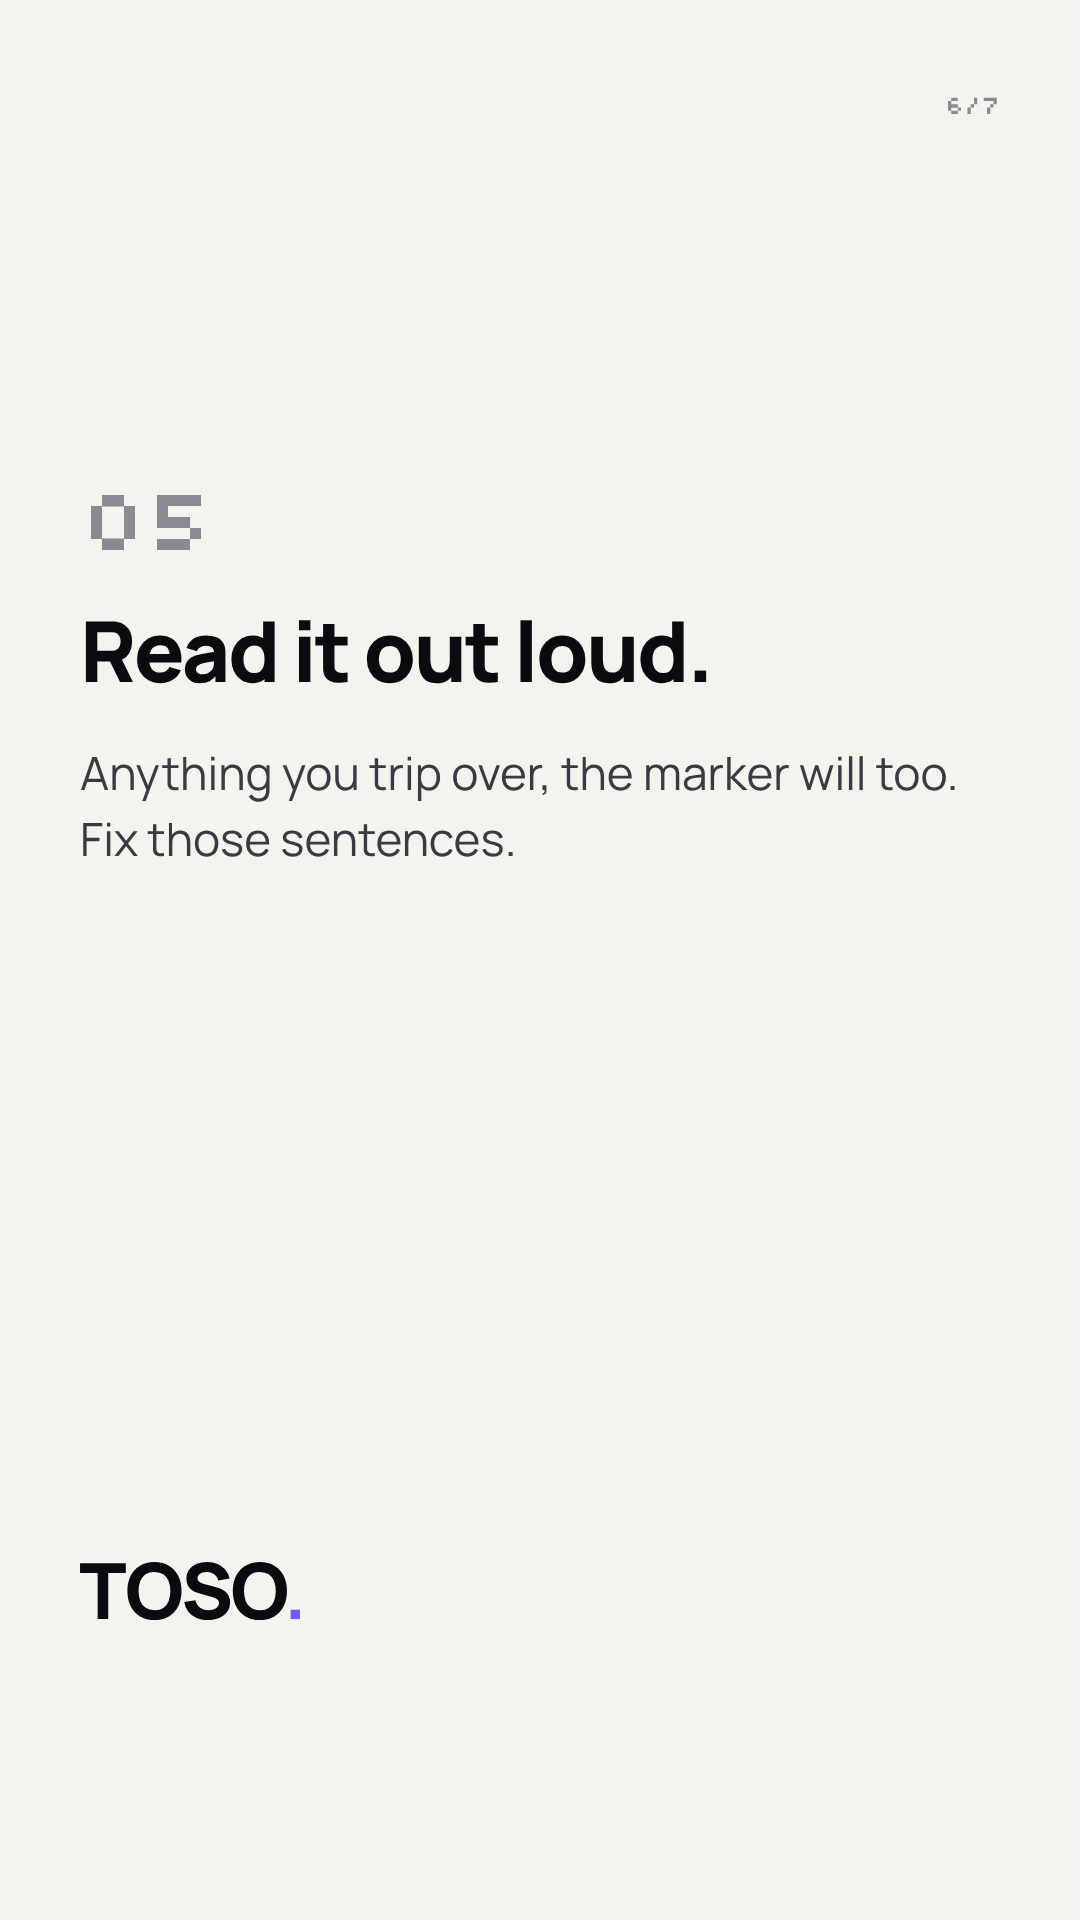 6/7
05
Read it out loud.
Anything you trip over, the marker will too.
Fix those sentences.
TOSO.